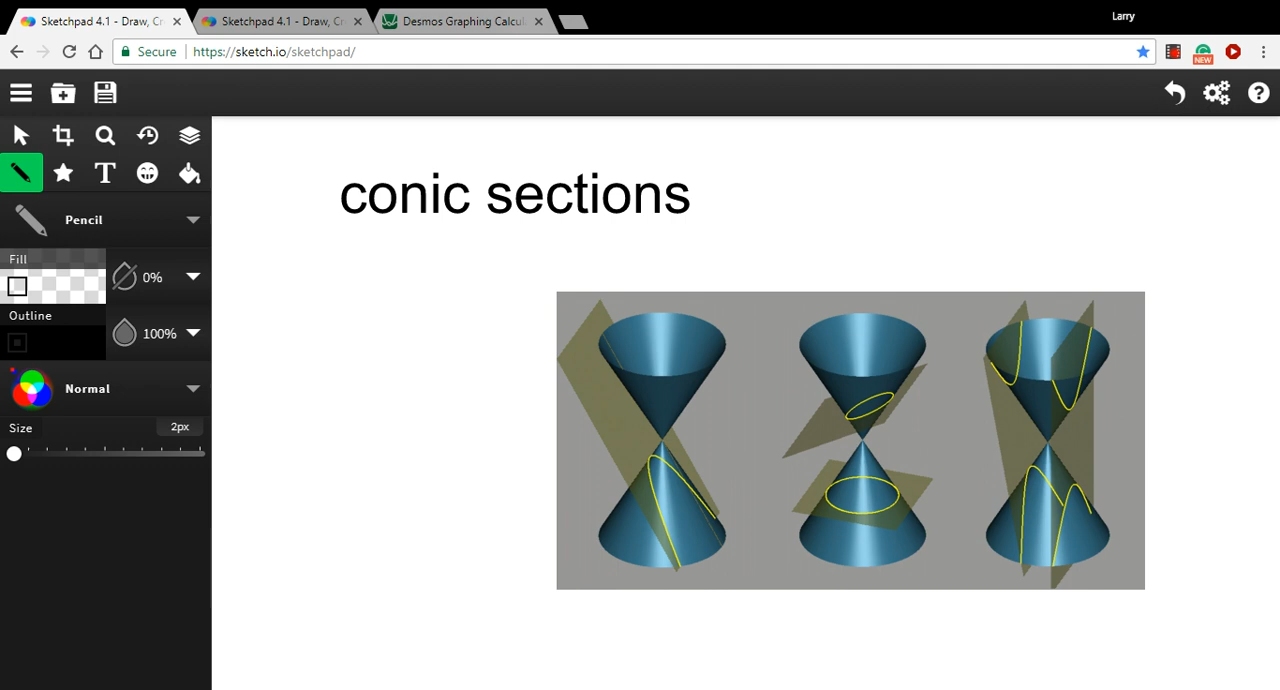 Larry
Sketchpad 4.1 - Draw, Cr
Sketchpad 4.1 - Draw, Cr
Desmos Graphing Calcul
Secure
https://sketch.io/sketchpad/
NEW
T
Pencil
Fill
0%
Outline
100%
Normal
Size
2px
conic sections